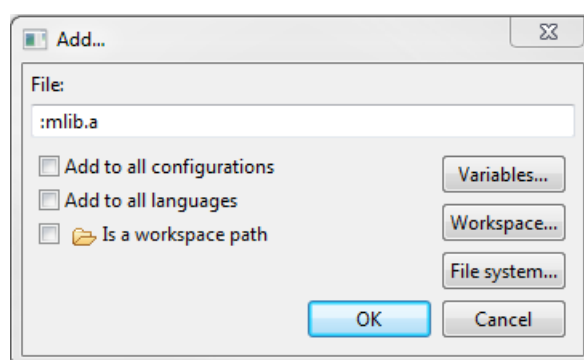 Add...
File:
:mlib.a
Add to all configurations
Variables...
Add to all languages
Workspace...
Is a workspace path
File system...
OK
Cancel